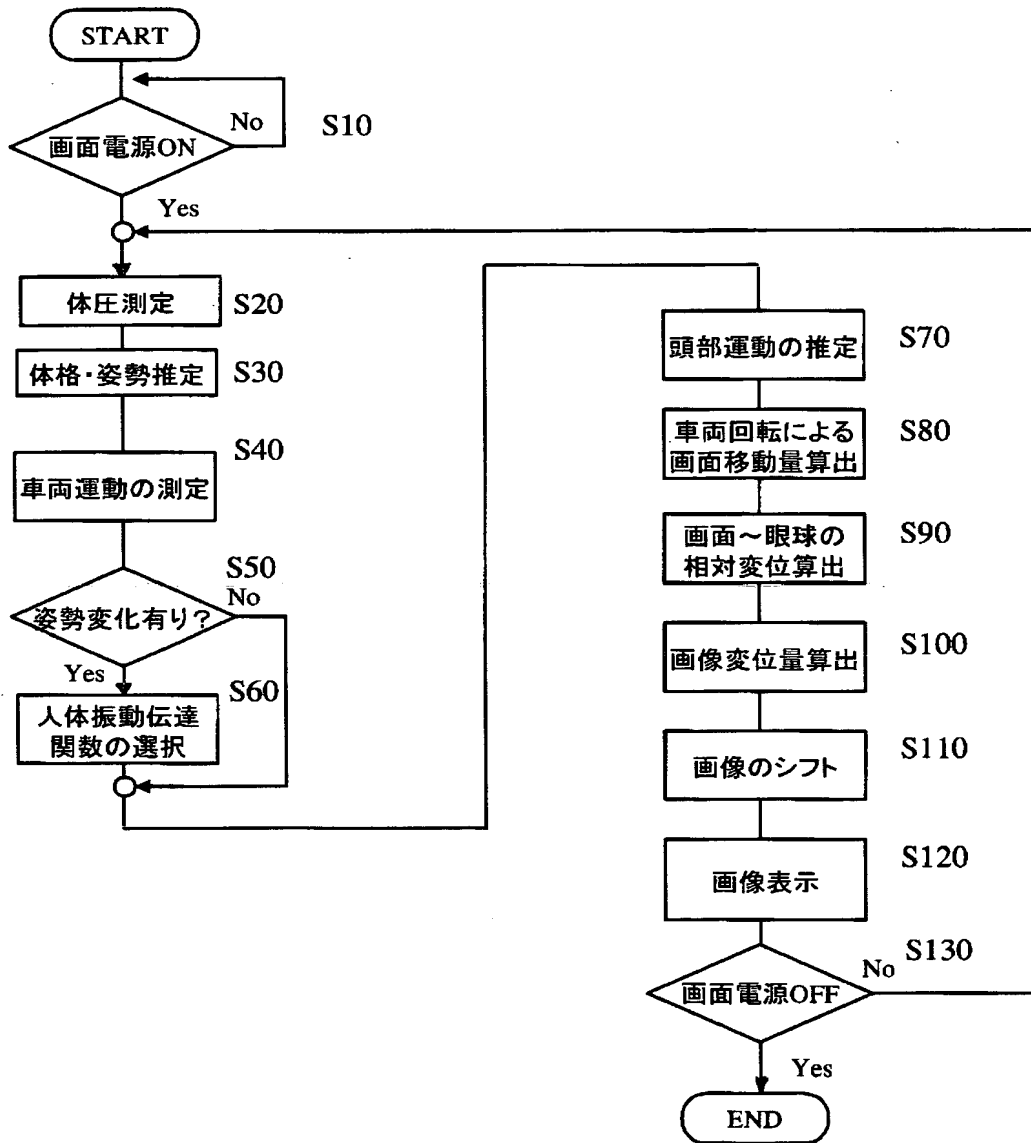 START
画面電源ON
No
S10
Yes
体圧測定
S20
体格・姿勢推定
S30
S40
車両運動の測定
S50
姿勢変化有り?
No
Yes
S60
人体振動伝達
関数の選択
頭部運動の推定
S70
車両回転による
画面移動量算出
S80
画面～眼球の
相対変位算出
S90
画像変位量算出
S100
画像のシフト
S110
画像表示
S120
画面電源OFF
No
S130
Yes
END